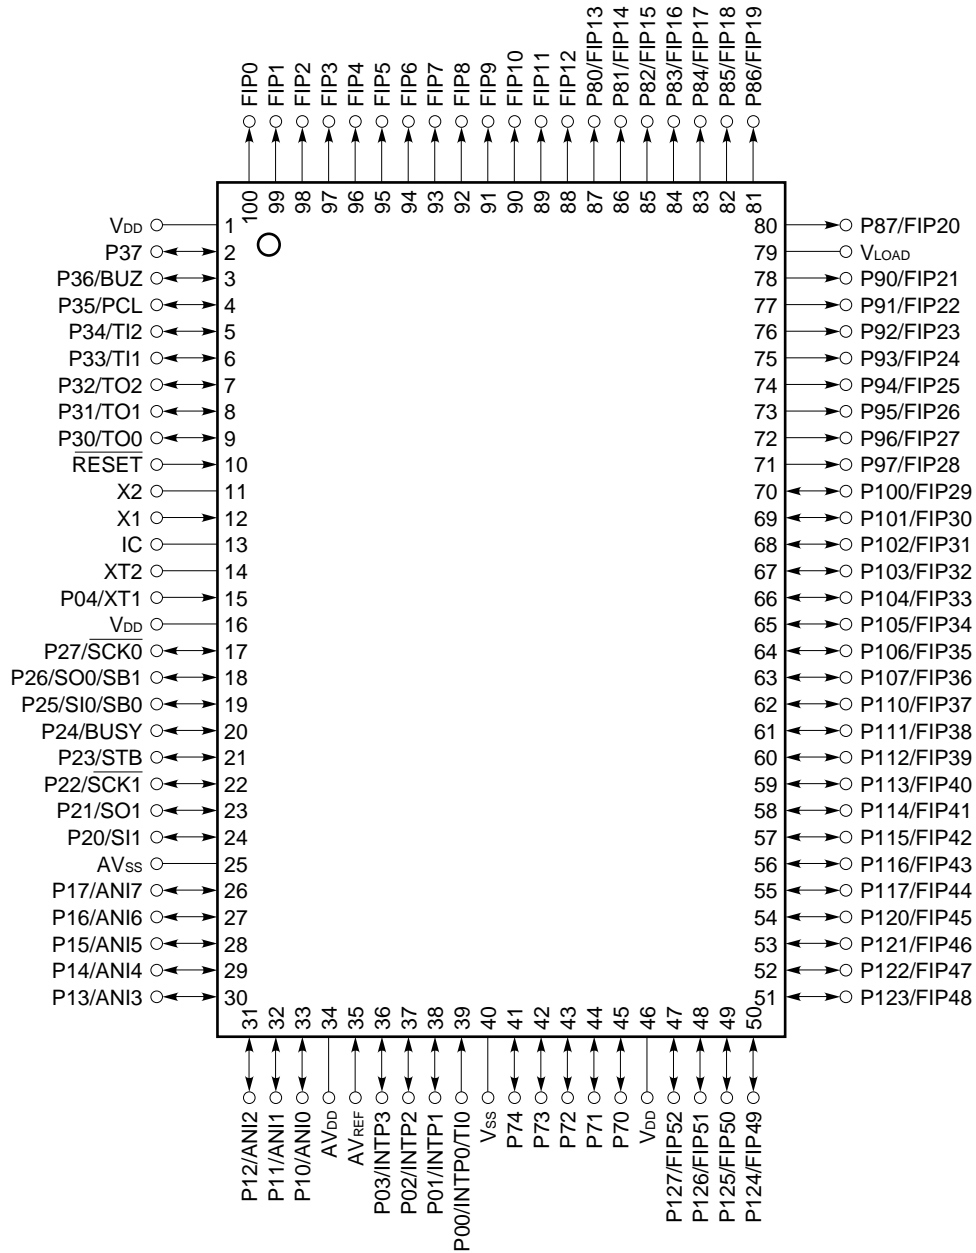 FIP0
FIP1
FIP2
FIP3
FIP4
FIP5
FIP6
FIP7
FIP8
FIP9
FIP10
FIP11
FIP12
P80/FIP13
P81/FIP14
P82/FIP15
P83/FIP16
P84/FIP17
P85/FIP18
P86/FIP19
100
99
98
97
96
95
94
93
92
91
90
89
88
87
86
85
84
83
82
81
VDD 1
P37 2
P36/BUZ 3
P35/PCL 4
P34/TI2 5
P33/TI1 6
P32/TO2 7
P31/TO1 8
P30/TO0 9
RESET 10
X2 11
X1 12
IC 13
XT2 14
P04/XT1 15
VDD 16
P27/SCK0 17
P26/SO0/SB1 18
P25/SI0/SB0 19
P24/BUSY 20
P23/STB 21
P22/SCK1 22
P21/SO1 23
P20/SI1 24
AVSS 25
P17/ANI7 26
P16/ANI6 27
P15/ANI5 28
P14/ANI4 29
P13/ANI3 30
80 P87/FIP20
79 VLOAD
78 P90/FIP21
77 P91/FIP22
76 P92/FIP23
75 P93/FIP24
74 P94/FIP25
73 P95/FIP26
72 P96/FIP27
71 P97/FIP28
70 P100/FIP29
69 P101/FIP30
68 P102/FIP31
67 P103/FIP32
66 P104/FIP33
65 P105/FIP34
64 P106/FIP35
63 P107/FIP36
62 P110/FIP37
61 P111/FIP38
60 P112/FIP39
59 P113/FIP40
58 P114/FIP41
57 P115/FIP42
56 P116/FIP43
55 P117/FIP44
54 P120/FIP45
53 P121/FIP46
52 P122/FIP47
51 P123/FIP48
31
32
33
34
35
36
37
38
39
40
41
42
43
44
45
46
47
48
49
50
P12/ANI2
P11/ANI1
P10/ANI0
AVDD
AVREF
P03/INTP3
P02/INTP2
P01/INTP1
P00/INTP0/TI0
VSS
P74
P73
P72
P71
P70
VDD
P127/FIP52
P126/FIP51
P125/FIP50
P124/FIP49